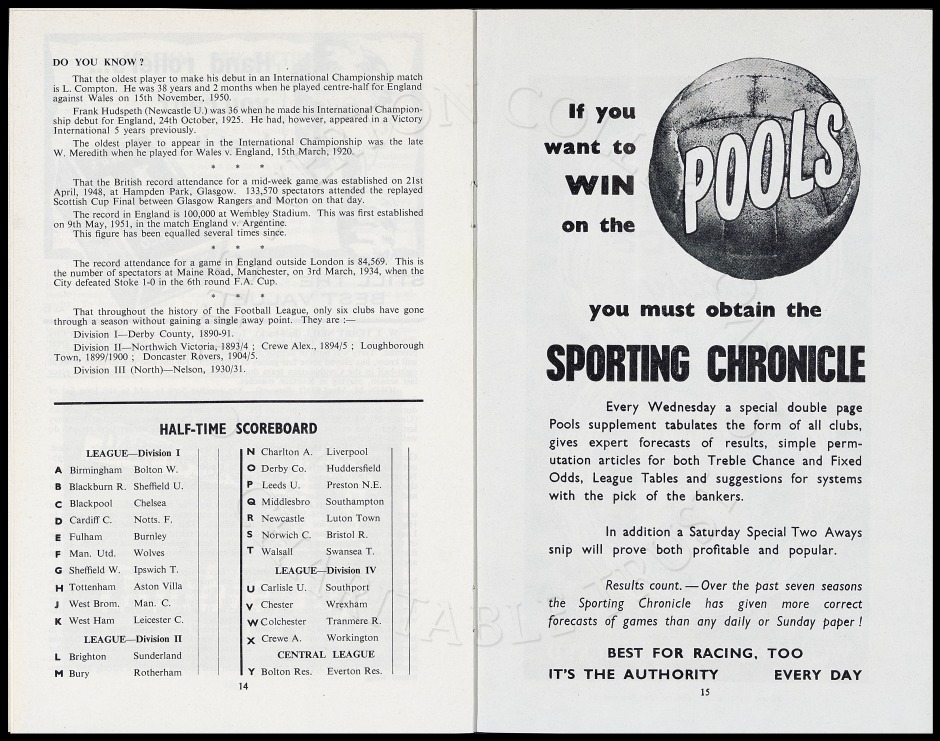 DO YOU KNOW ?
That the oldest player to make his debut in an International Championship match
is L. Compton. He was 38 years and 2 months when he played centre-half for England
against Wales on 15th November, 1950.
Frank Hudspeth (Newcastle U.) was 36 when he made his International Champion-
ship debut for England, 24th October, 1925. He had, however, appeared in a Victory
International 5 years previously.
The oldest player to appear in the International Championship was the late
W. Meredith when he played for Wales v. England, 15th March, 1920.
* * *
That the British record attendance for a mid-week game was established on 21st
April, 1948, at Hampden Park, Glasgow. 133,570 spectators attended the replayed
Scottish Cup Final between Glasgow Rangers and Morton on that day.
The record in England is 100,000 at Wembley Stadium. This was first established
on 9th May, 1951, in the match England v. Argentine.
This figure has been equalled several times since.
* * *
The record attendance for a game in England outside London is 84,569. This is
the number of spectators at Maine Road, Manchester, on 3rd March, 1934, when the
City defeated Stoke 1-0 in the 6th round F.A. Cup.
* * *
That throughout the history of the Football League, only six clubs have gone
through a season without gaining a single away point. They are :—
Division I—Derby County, 1890-91.
Division II—Northwich Victoria, 1893/4 ; Crewe Alex., 1894/5 ; Loughborough
Town, 1899/1900 ; Doncaster Rovers, 1904/5.
Division III (North)—Nelson, 1930/31.
HALF-TIME SCOREBOARD
LEAGUE—Division I
A Birmingham Bolton W.
B Blackburn R. Sheffield U.
C Blackpool Chelsea
D Cardiff C. Notts. F.
E Fulham Burnley
F Man. Utd. Wolves
G Sheffield W. Ipswich T.
H Tottenham Aston Villa
J West Brom. Man. C.
K West Ham Leicester C.
LEAGUE—Division II
L Brighton Sunderland
M Bury Rotherham
N Charlton A. Liverpool
O Derby Co. Huddersfield
P Leeds U. Preston N.E.
Q Middlesbro Southampton
R Newcastle Luton Town
S Norwich C. Bristol R.
T Walsall Swansea T.
LEAGUE—Division IV
U Carlisle U. Southport
V Chester Wrexham
W Colchester Tranmere R.
X Crewe A. Workington
CENTRAL LEAGUE
Y Bolton Res. Everton Res.
14
If you
want to
WIN
on the
POOLS
you must obtain the
SPORTING CHRONICLE
Every Wednesday a special double page
Pools supplement tabulates the form of all clubs,
gives expert forecasts of results, simple perm-
utation articles for both Treble Chance and Fixed
Odds, League Tables and suggestions for systems
with the pick of the bankers.
In addition a Saturday Special Two Aways
snip will prove both profitable and popular.
Results count. — Over the past seven seasons
the Sporting Chronicle has given more correct
forecasts of games than any daily or Sunday paper !
BEST FOR RACING, TOO
IT'S THE AUTHORITY EVERY DAY
15